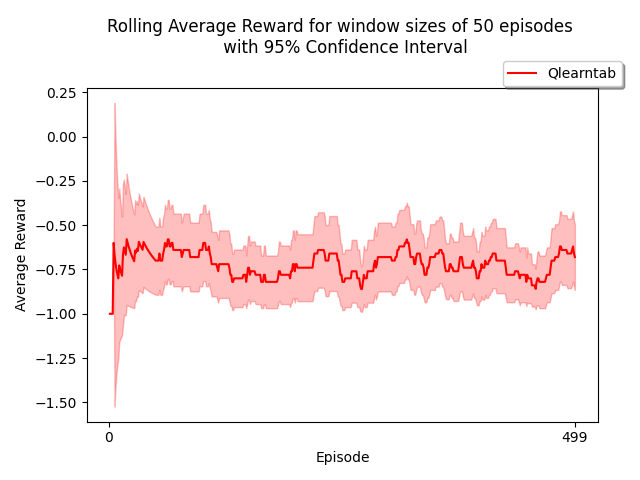 Rolling Average Reward for window sizes of 50 episodes
with 95% Confidence Interval
Qlearntab
0.25
0.00
−0.25
−0.50
−0.75
−1.00
−1.25
−1.50
Average Reward
0
499
Episode